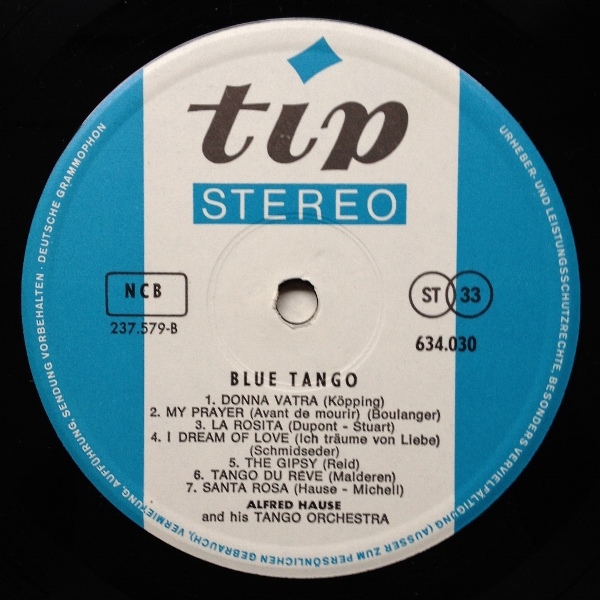 tip
STEREO
NCB
237.579-B
ST 33
634.030
BLUE TANGO
1. DONNA VATRA (Köpping)
2. MY PRAYER (Avant de mourir) (Boulanger)
3. LA ROSITA (Dupont - Stuart)
4. I DREAM OF LOVE (Ich träume von Liebe)
(Schmidseder)
5. THE GIPSY (Reid)
6. TANGO DU RÊVE (Malderen)
7. SANTA ROSA (Hause - Michell)
ALFRED HAUSE
and his TANGO ORCHESTRA
URHEBER- UND LEISTUNGSSCHUTZRECHTE, BESONDERS VERVIELFÄLTIGUNG (AUSSER ZUM PERSÖNLICHEN GEBRAUCH), VERMIETUNG, AUFFÜHRUNG, SENDUNG VORBEHALTEN · DEUTSCHE GRAMMOPHON